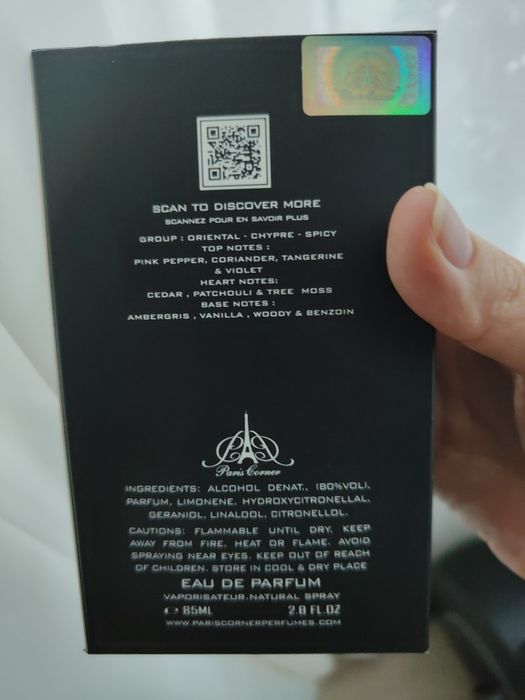 SCAN TO DISCOVER MORE
SCANNEZ POUR EN SAVOIR PLUS
GROUP : ORIENTAL - CHYPRE - SPICY
TOP NOTES :
PINK PEPPER, CORIANDER, TANGERINE
& VIOLET
HEART NOTES:
CEDAR , PATCHOULI & TREE MOSS
BASE NOTES :
AMBERGRIS , VANILLA , WOODY & BENZOIN
Paris Corner
INGREDIENTS: ALCOHOL DENAT., (80%VOL),
PARFUM, LIMONENE, HYDROXYCITRONELLAL,
GERANIOL, LINALOOL, CITRONELLOL.
CAUTIONS: FLAMMABLE UNTIL DRY. KEEP
AWAY FROM FIRE, HEAT OR FLAME. AVOID
SPRAYING NEAR EYES. KEEP OUT OF REACH
OF CHILDREN. STORE IN COOL & DRY PLACE
EAU DE PARFUM
VAPORISATEUR.NATURAL SPRAY
℮ 85ML 2.8 FL.OZ
WWW.PARISCORNERPERFUMES.COM